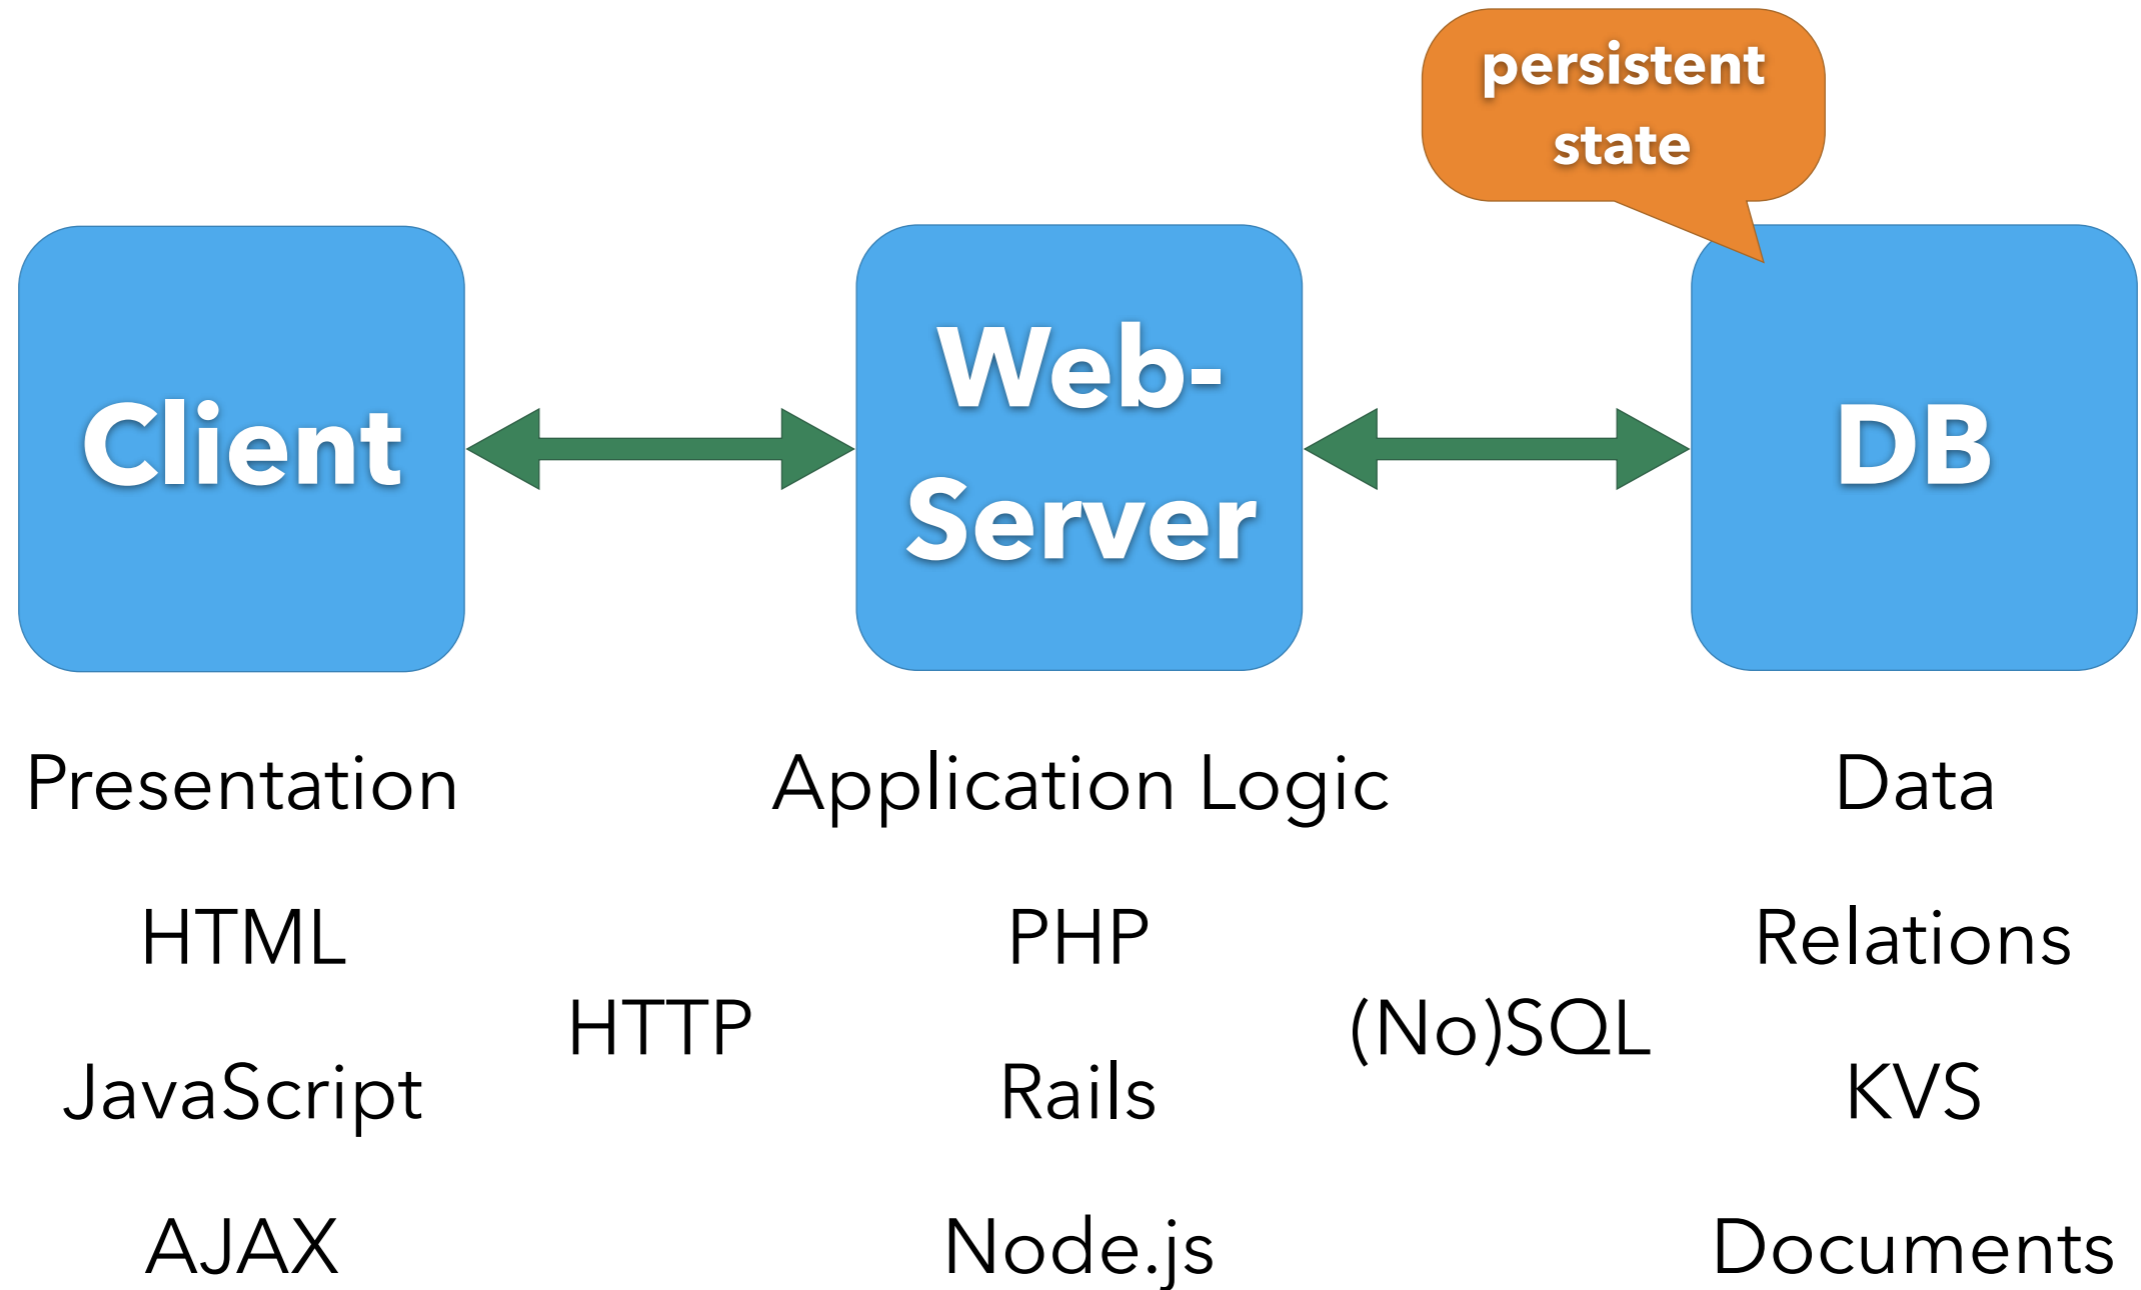 persistent
state
Client
Web-
Server
DB
Presentation
Application Logic
Data
HTML
PHP
Relations
HTTP
(No)SQL
JavaScript
Rails
KVS
AJAX
Node.js
Documents